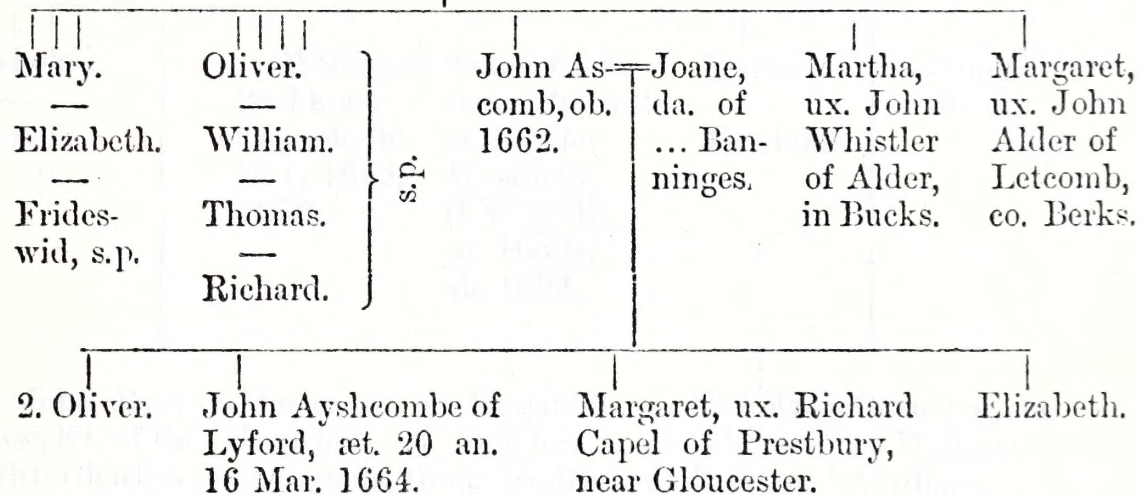 Mary.
—
Elizabeth.
—
Frides-
wid, s.p.
Oliver.
—
William.
—
Thomas.
—
Richard.
s.p.
John As-
comb, ob.
1662.
Joane,
da. of
... Ban-
ninges.
Martha,
ux. John
Whistler
of Alder,
in Bucks.
Margaret,
ux. John
Alder of
Letcomb,
co. Berks.
2. Oliver.
John Ayshcombe of
Lyford, æt. 20 an.
16 Mar. 1664.
Margaret, ux. Richard
Capel of Prestbury,
near Gloucester.
Elizabeth.